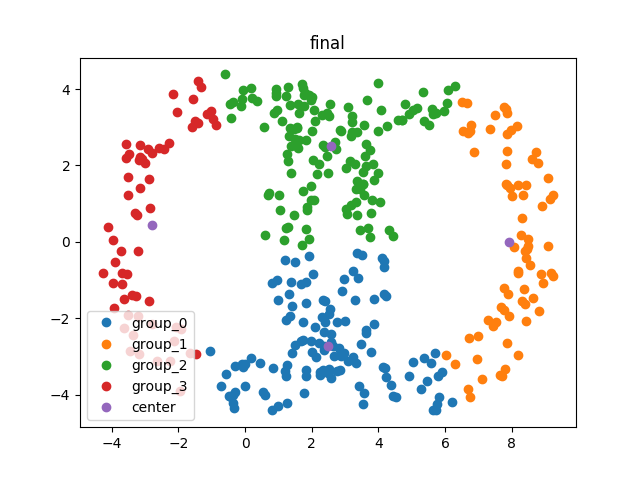 final
4
2
0
−2
−4
group_0
group_1
group_2
group_3
center
−4 −2 0 2 4 6 8